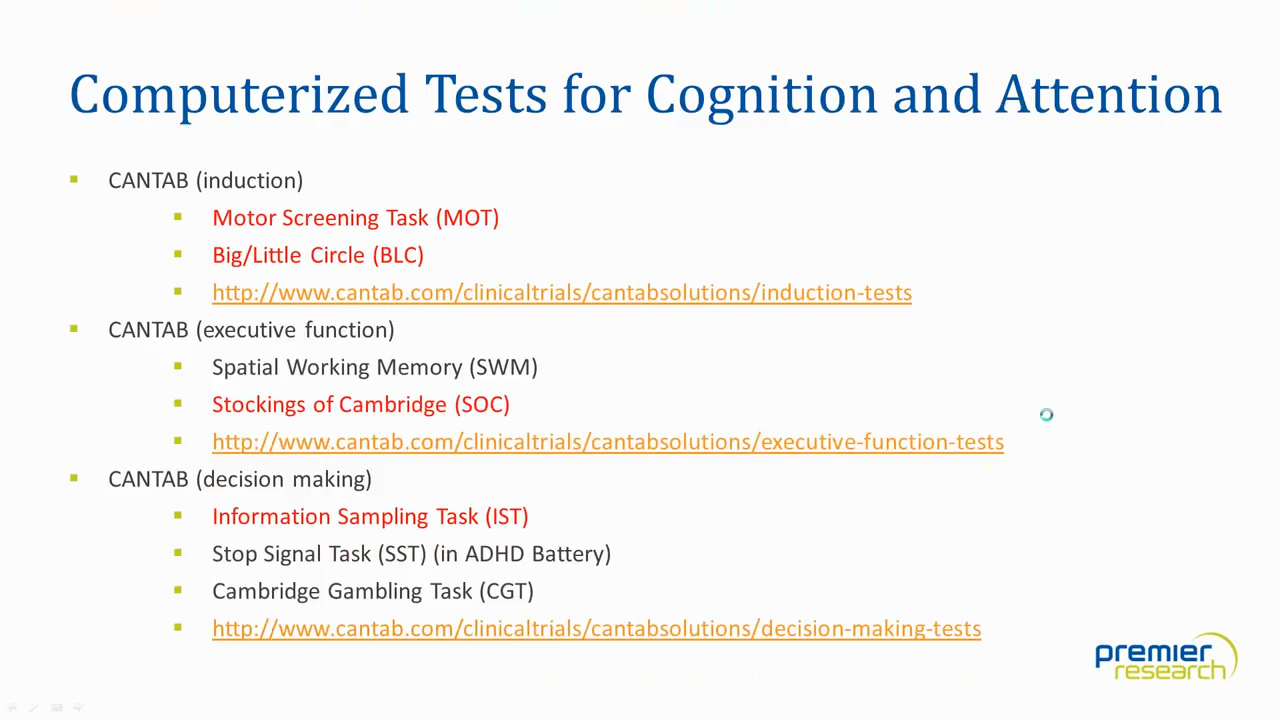 Computerized Tests for Cognition and Attention
CANTAB (induction)
Motor Screening Task (MOT)
Big/Little Circle (BLC)
http://www.cantab.com/clinicaltrials/cantabsolutions/induction-tests
CANTAB (executive function)
Spatial Working Memory (SWM)
Stockings of Cambridge (SOC)
http://www.cantab.com/clinicaltrials/cantabsolutions/executive-function-tests
CANTAB (decision making)
Information Sampling Task (IST)
Stop Signal Task (SST) (in ADHD Battery)
Cambridge Gambling Task (CGT)
http://www.cantab.com/clinicaltrials/cantabsolutions/decision-making-tests
premier
research